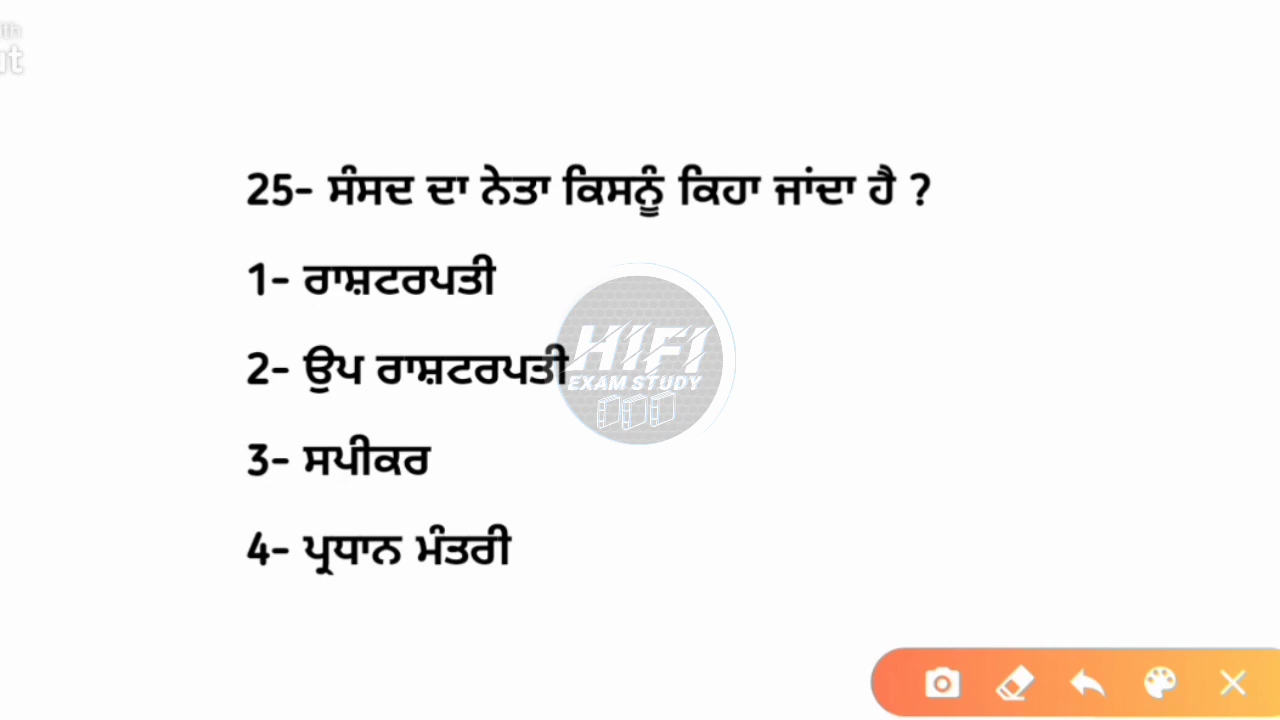 25- ਸੰਸਦ ਦਾ ਨੇਤਾ ਕਿਸਨੂੰ ਕਿਹਾ ਜਾਂਦਾ ਹੈ ?
1- ਰਾਸ਼ਟਰਪਤੀ
2- ਉਪ ਰਾਸ਼ਟਰਪਤੀ
HIFI
EXAM STUDY
3- ਸਪੀਕਰ
4- ਪ੍ਰਧਾਨ ਮੰਤਰੀ